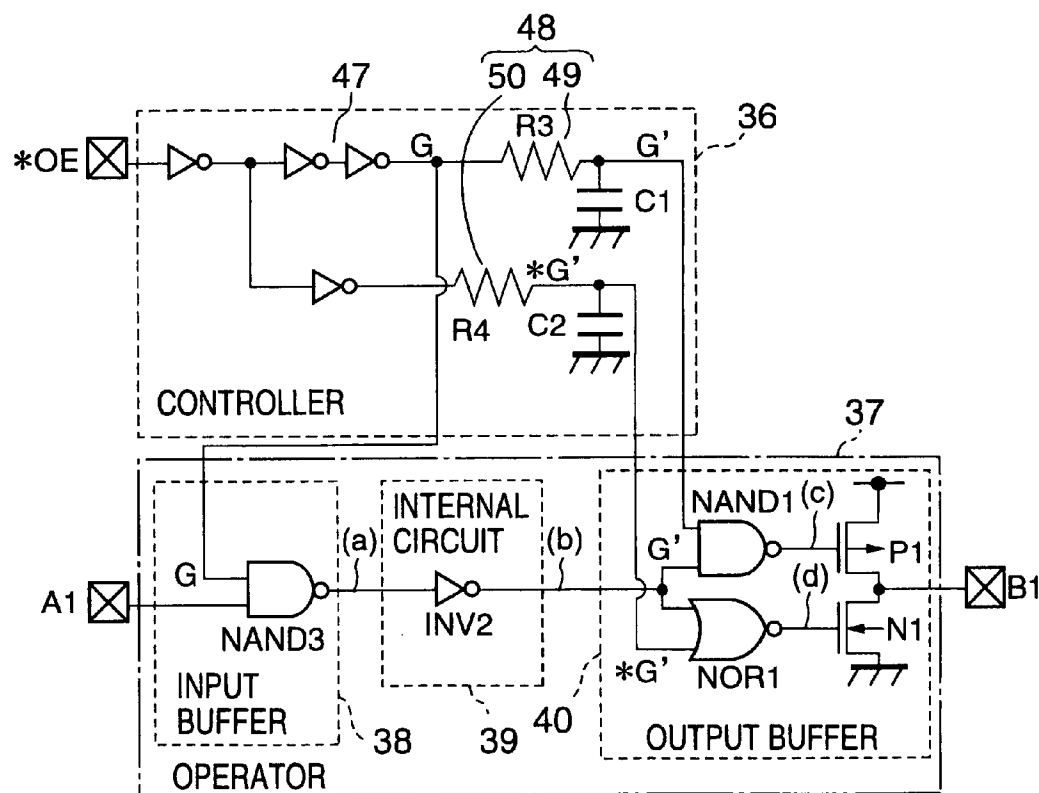 48
50 49
47
36
*OE
G
R3
G'
C1
*G'
R4
C2
CONTROLLER
37
INTERNAL
CIRCUIT
NAND1
(c)
(a)
(b)
G
G'
P1
A1
(d)
B1
NAND3
INV2
N1
*G'
NOR1
INPUT
BUFFER
38
39
40
OUTPUT BUFFER
OPERATOR